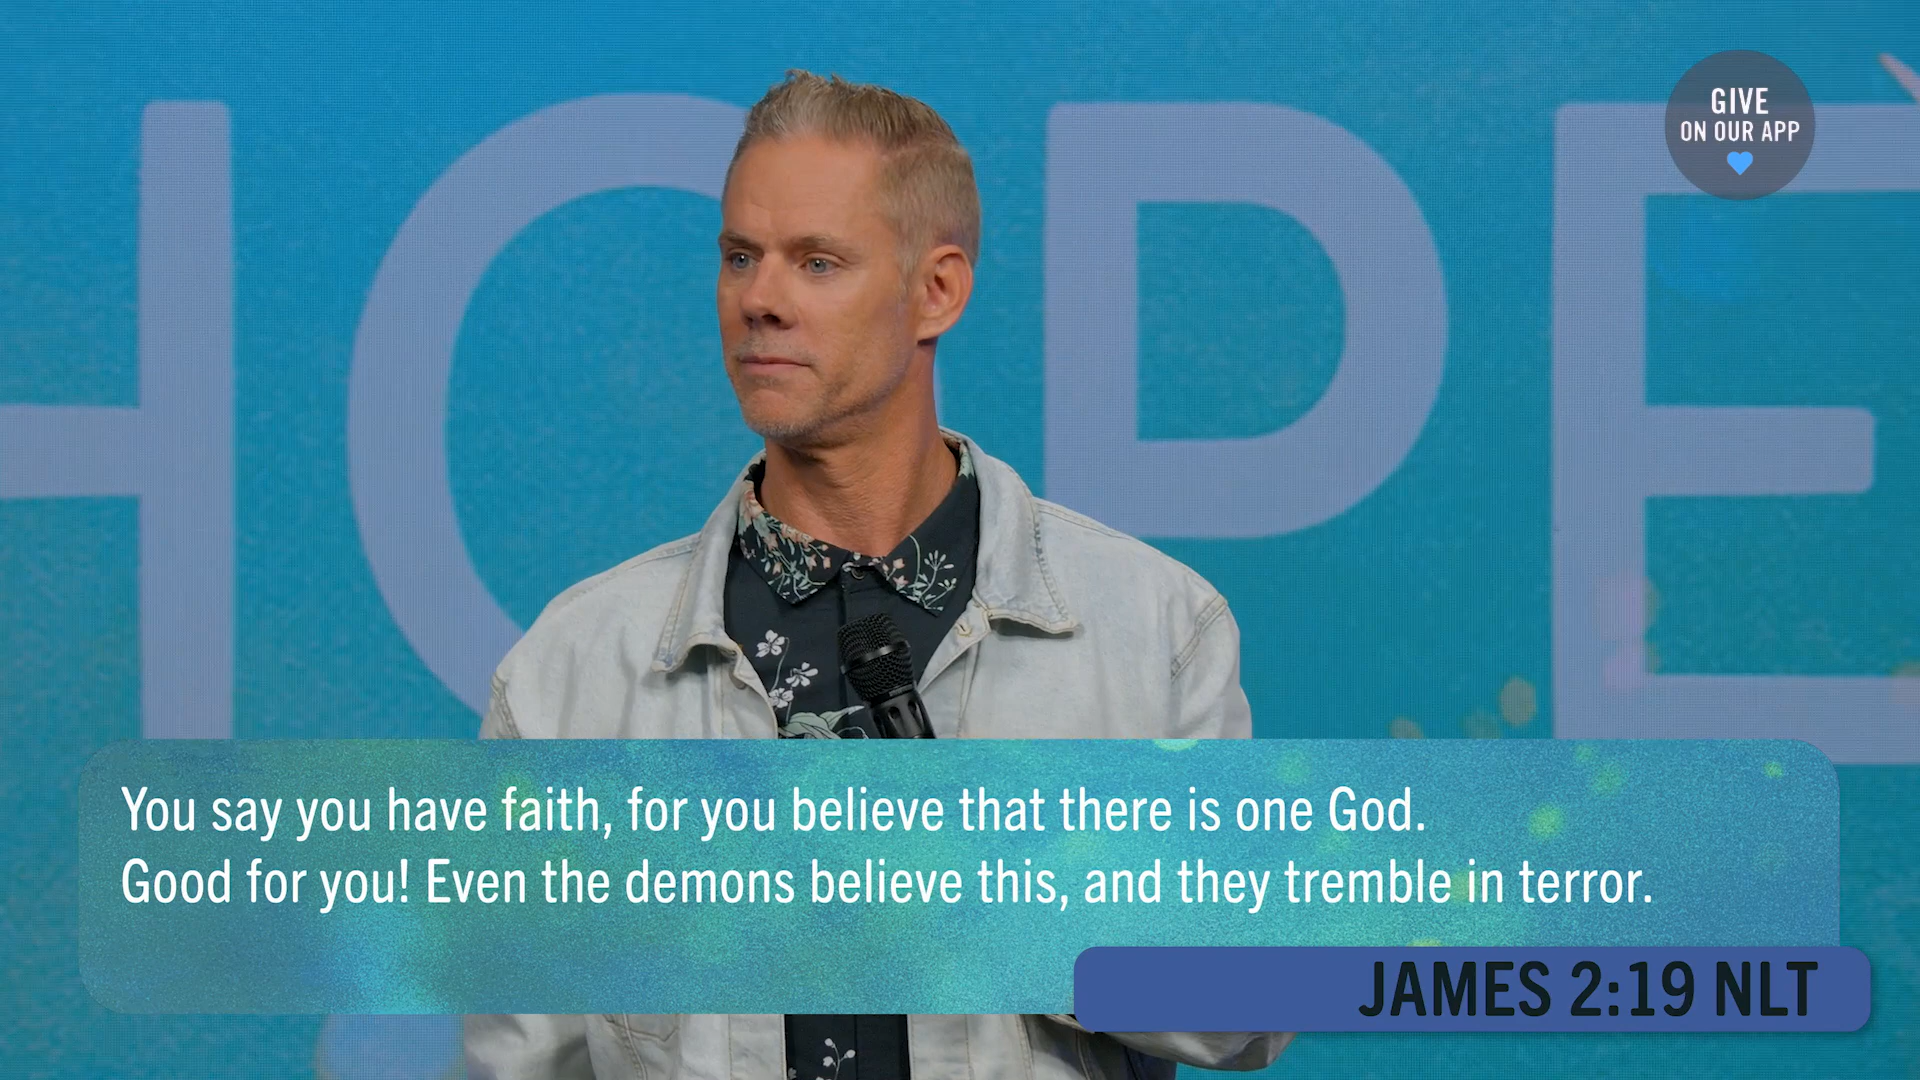 HOPE
GIVE
ON OUR APP
You say you have faith, for you believe that there is one God.
Good for you! Even the demons believe this, and they tremble in terror.
JAMES 2:19 NLT